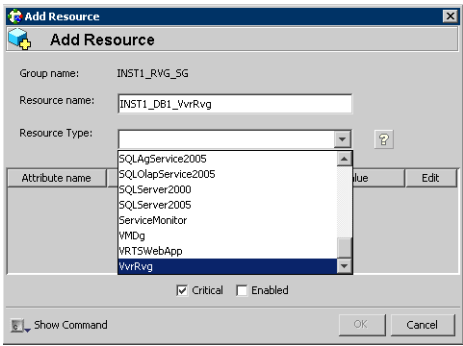 Add Resource
Add Resource
Group name: INST1_RVG_SG
Resource name: INST1_DB1_VvrRvg
Resource Type:
?
SQLAgService2005
SQLOlapService2005
SQLServer2000
SQLServer2005
ServiceMonitor
VMDg
VRTSWebApp
VvrRvg
Attribute name alue Edit
Critical Enabled
Show Command OK Cancel